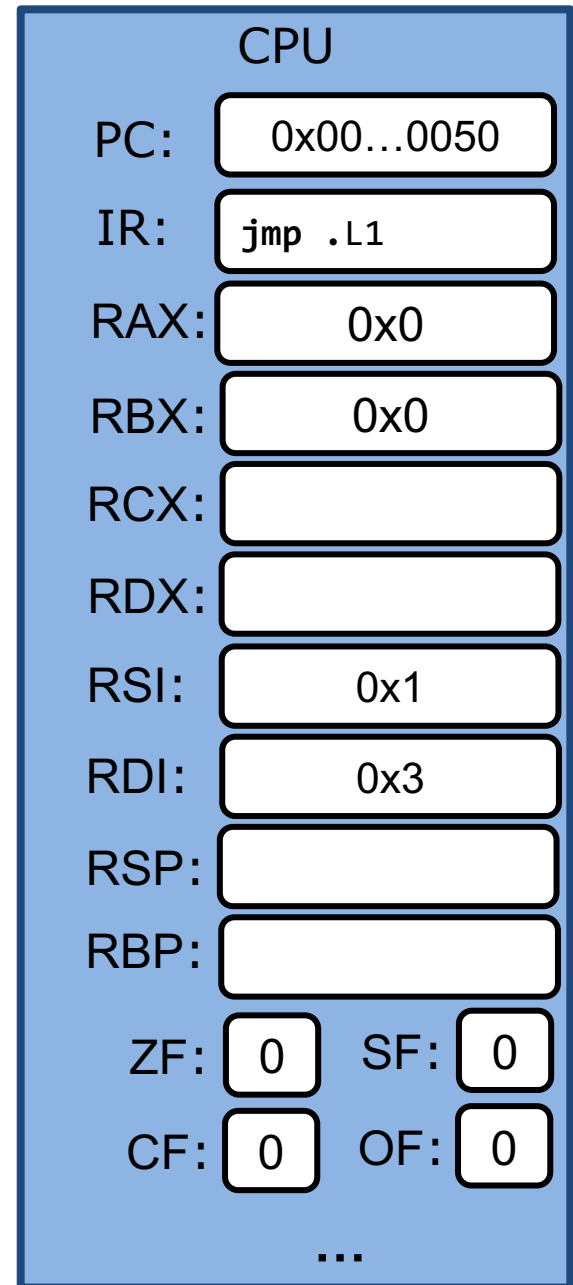 CPU
PC: 0x00...0050
IR: jmp .L1
RAX: 0x0
RBX: 0x0
RCX:
RDX:
RSI: 0x1
RDI: 0x3
RSP:
RBP:
ZF: 0 SF: 0
CF: 0 OF: 0
...